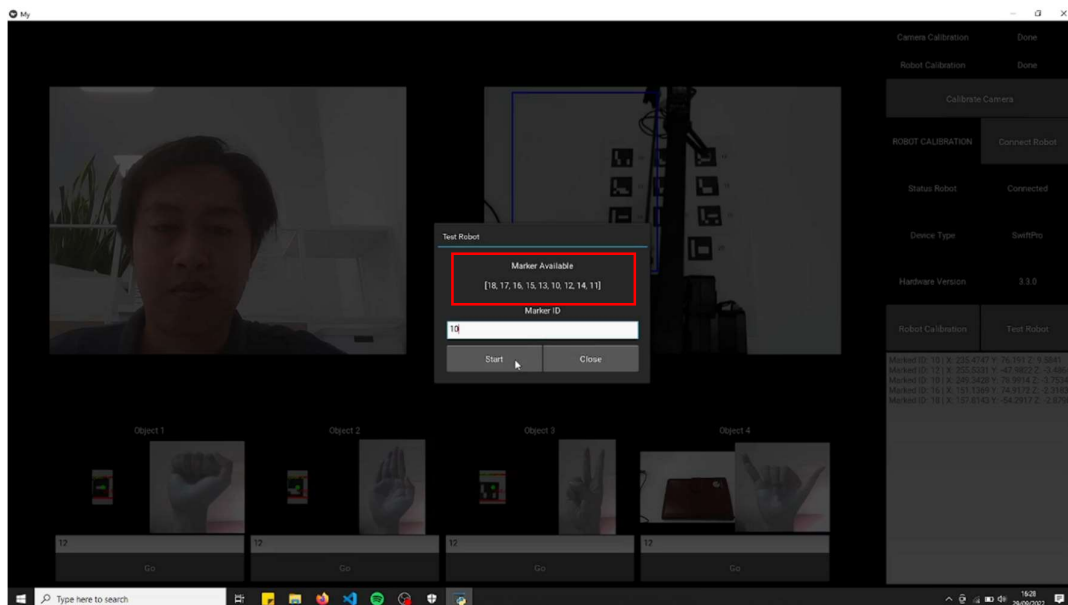 My
Camera Calibration Done
Robot Calibration Done
Calibrate Camera
ROBOT CALIBRATION Connect Robot
Status Robot Connected
Device Type SwiftPro
Hardware Version 3.3.0
Robot Calibration Test Robot
Test Robot
Marker Available
[18, 17, 16, 15, 13, 10, 12, 14, 11]
Marker ID
10
Start Close
Object 1 Object 2 Object 3 Object 4
12 12 12 12
Go Go Go Go
Type here to search
16:28
29/09/2022